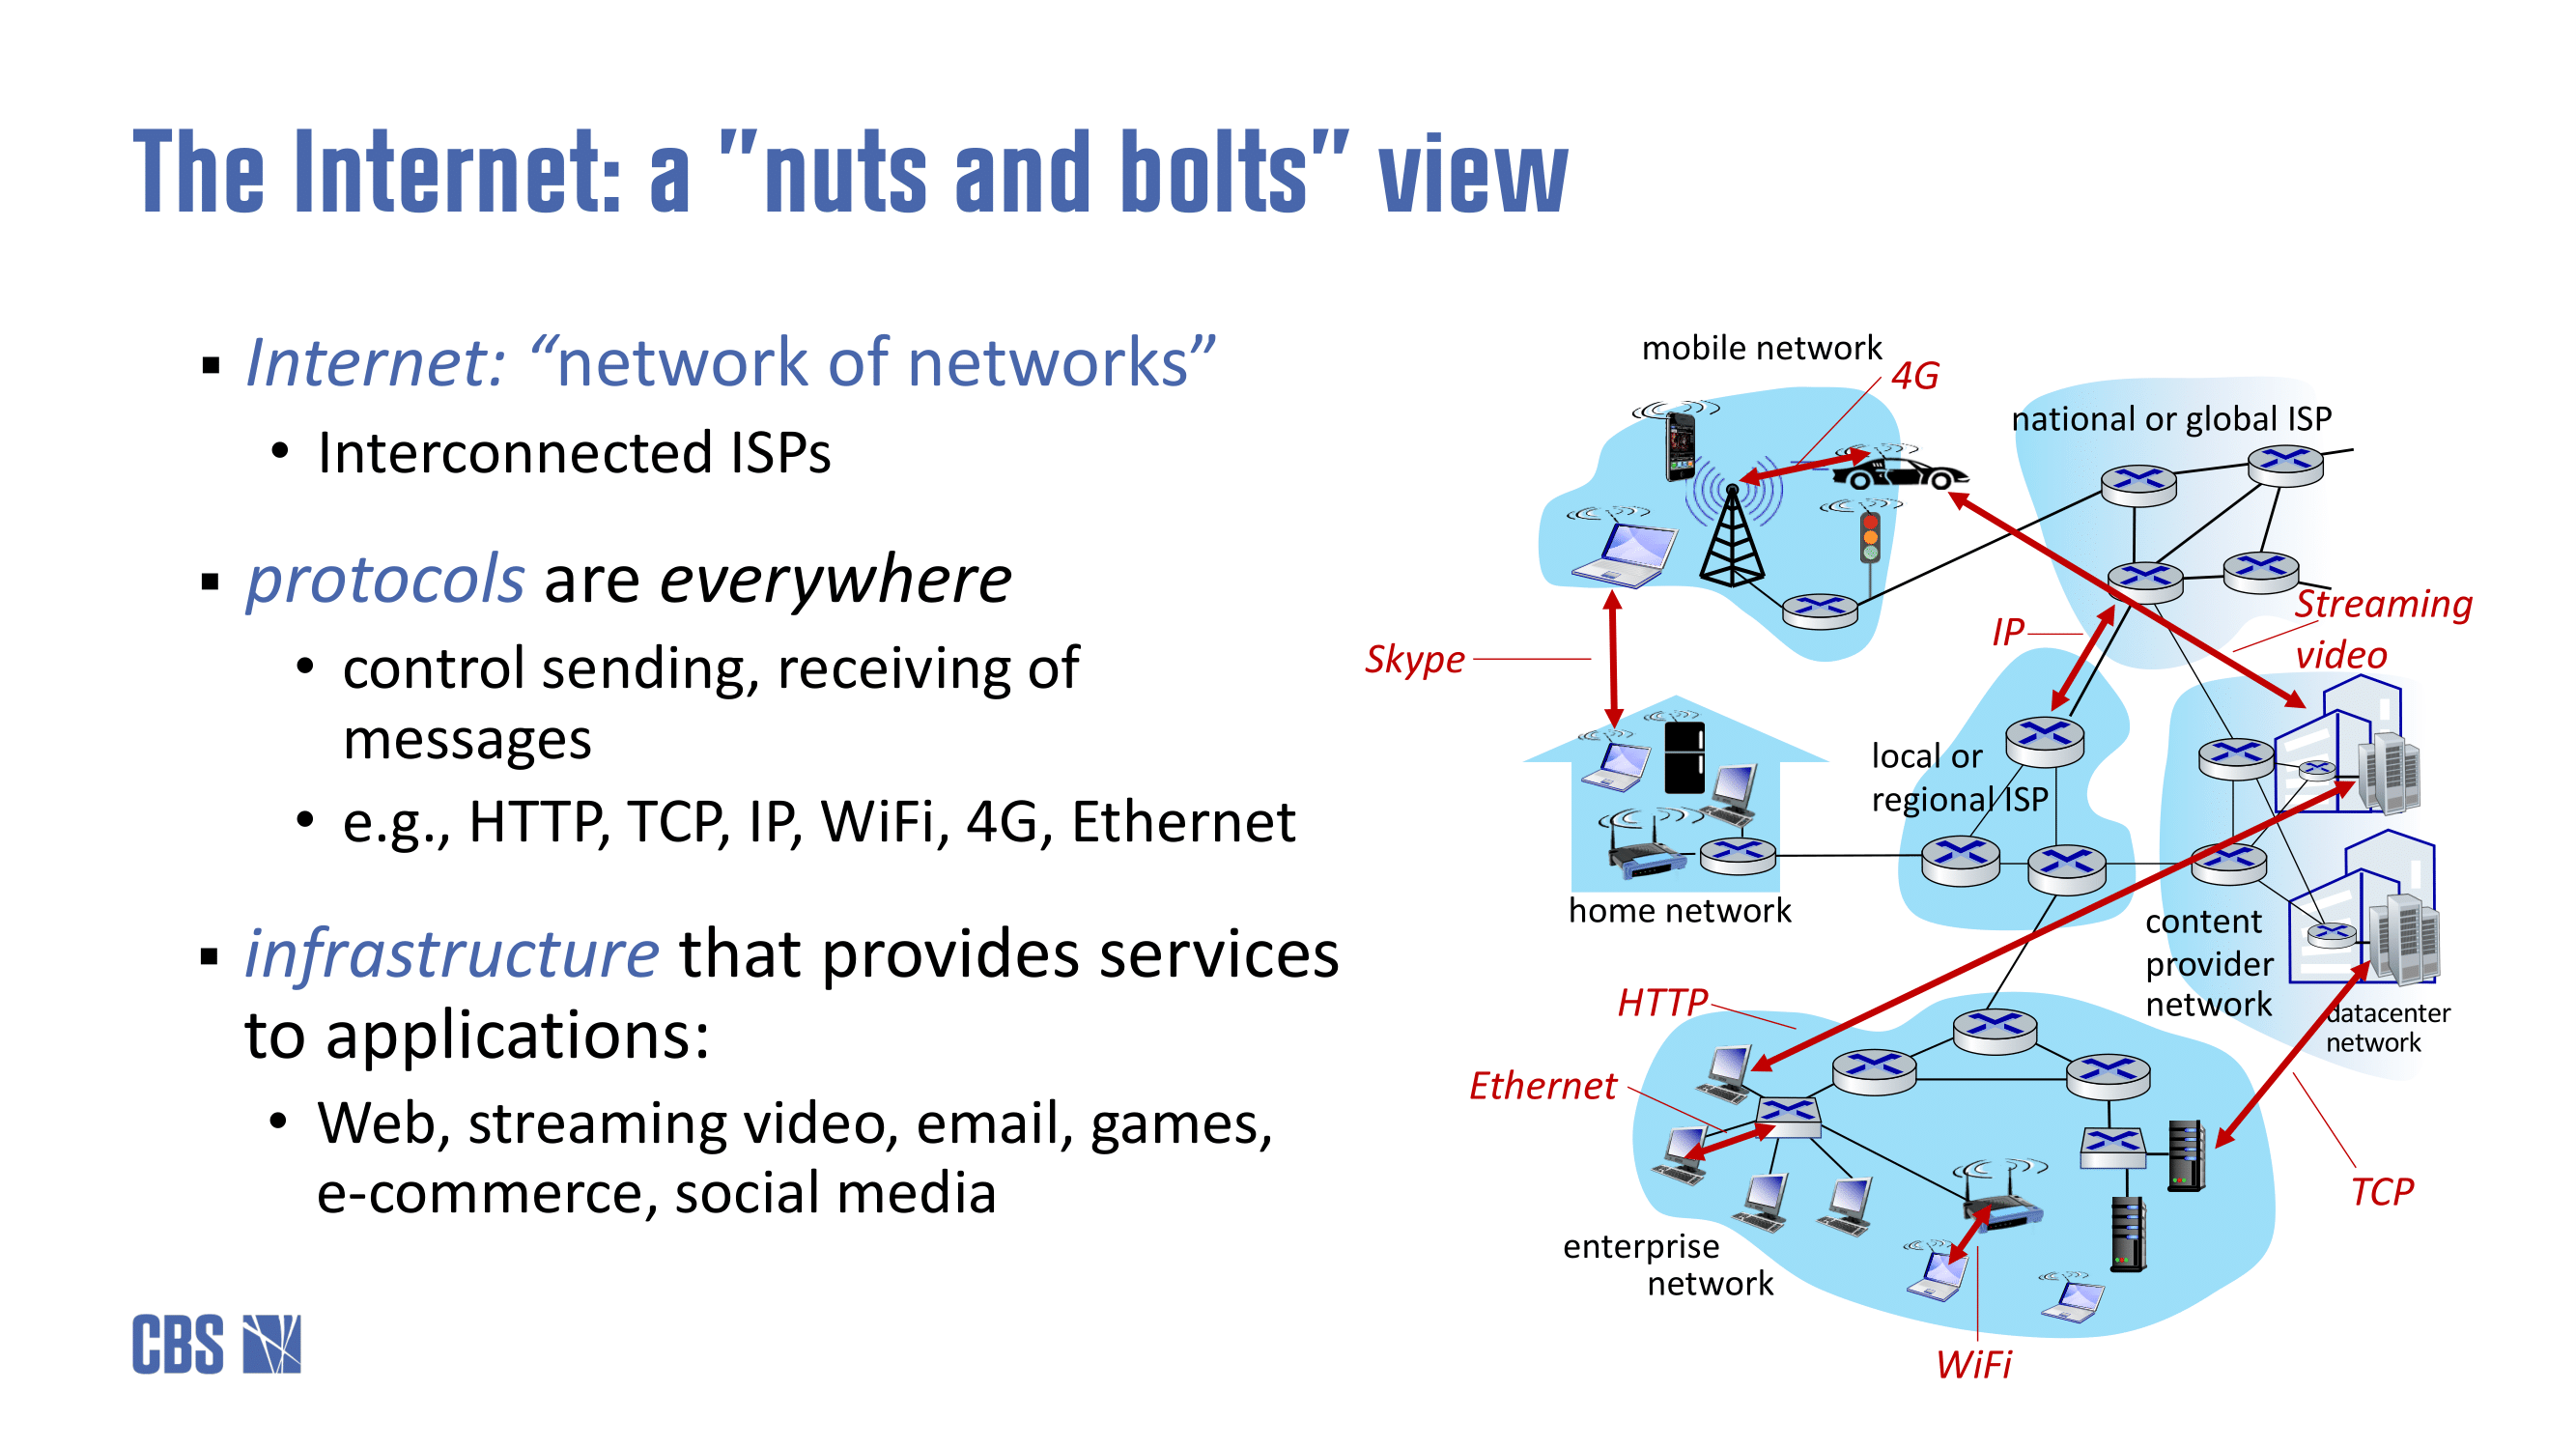 The Internet: a "nuts and bolts" view
▪ Internet: “network of networks”
• Interconnected ISPs
▪ protocols are everywhere
• control sending, receiving of
messages
• e.g., HTTP, TCP, IP, WiFi, 4G, Ethernet
▪ infrastructure that provides services
to applications:
• Web, streaming video, email, games,
e-commerce, social media
mobile network
4G
national or global ISP
Streaming
video
IP
Skype
local or
regional ISP
home network
content
provider
network
datacenter
network
HTTP
Ethernet
TCP
enterprise
network
WiFi
CBS